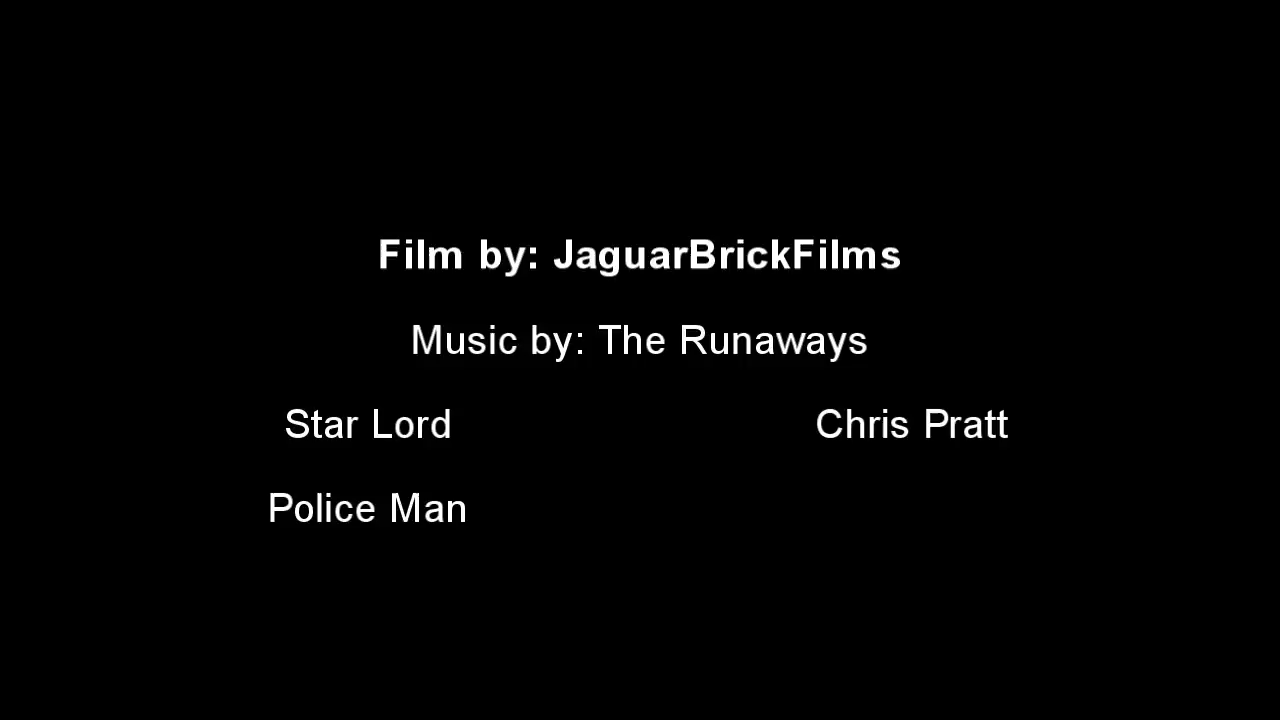 Film by: JaguarBrickFilms
Music by: The Runaways
Star Lord Chris Pratt
Police Man